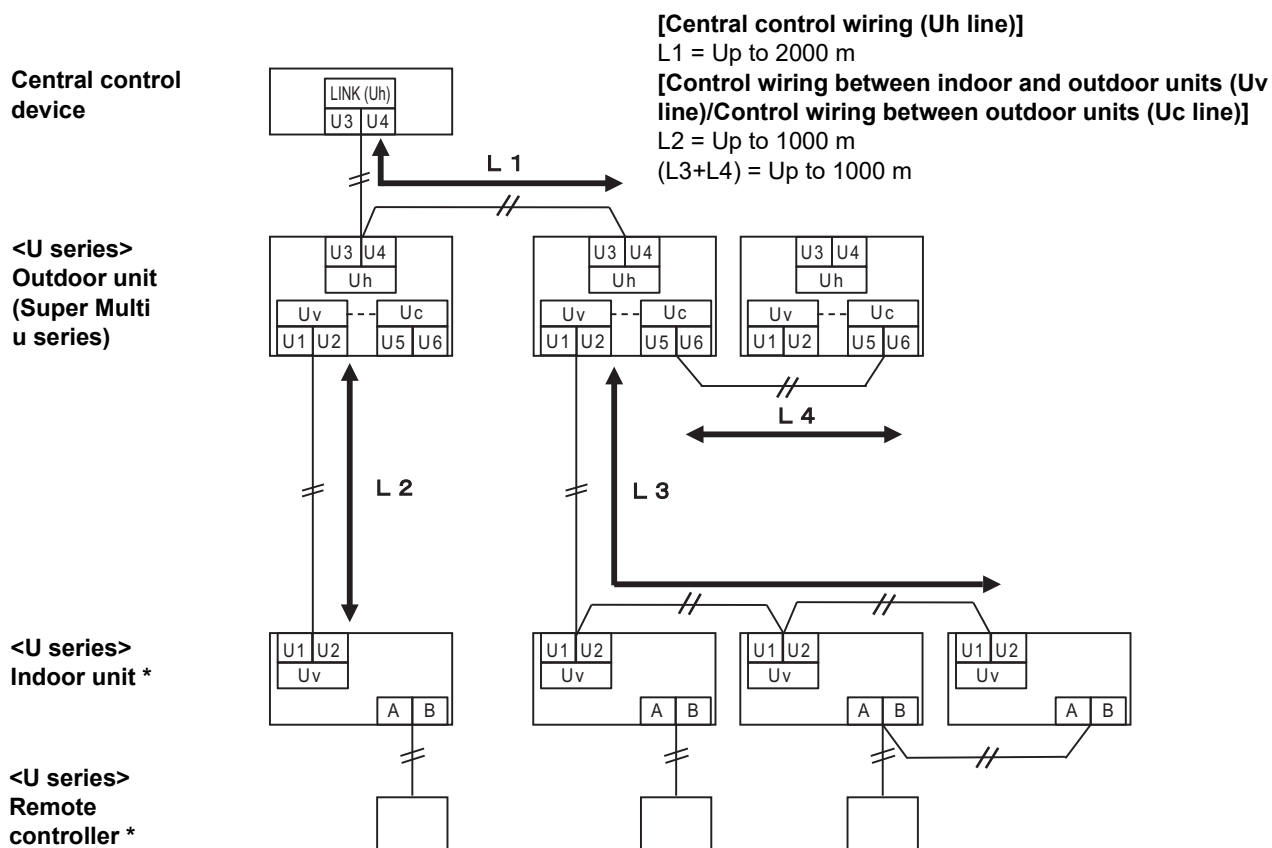 [Central control wiring (Uh line)]
L1 = Up to 2000 m
[Control wiring between indoor and outdoor units (Uv
line)/Control wiring between outdoor units (Uc line)]
L2 = Up to 1000 m
(L3+L4) = Up to 1000 m
Central control
device
LINK (Uh)
U3 U4
L 1
<U series>
Outdoor unit
(Super Multi
u series)
U3 U4
Uh
Uv Uc
U1 U2 U5 U6
U3 U4
Uh
Uv Uc
U1 U2 U5 U6
U3 U4
Uh
Uv Uc
U1 U2 U5 U6
L 4
L 2
L 3
<U series>
Indoor unit *
U1 U2
Uv
A B
U1 U2
Uv
A B
U1 U2
Uv
A B
U1 U2
Uv
A B
<U series>
Remote
controller *